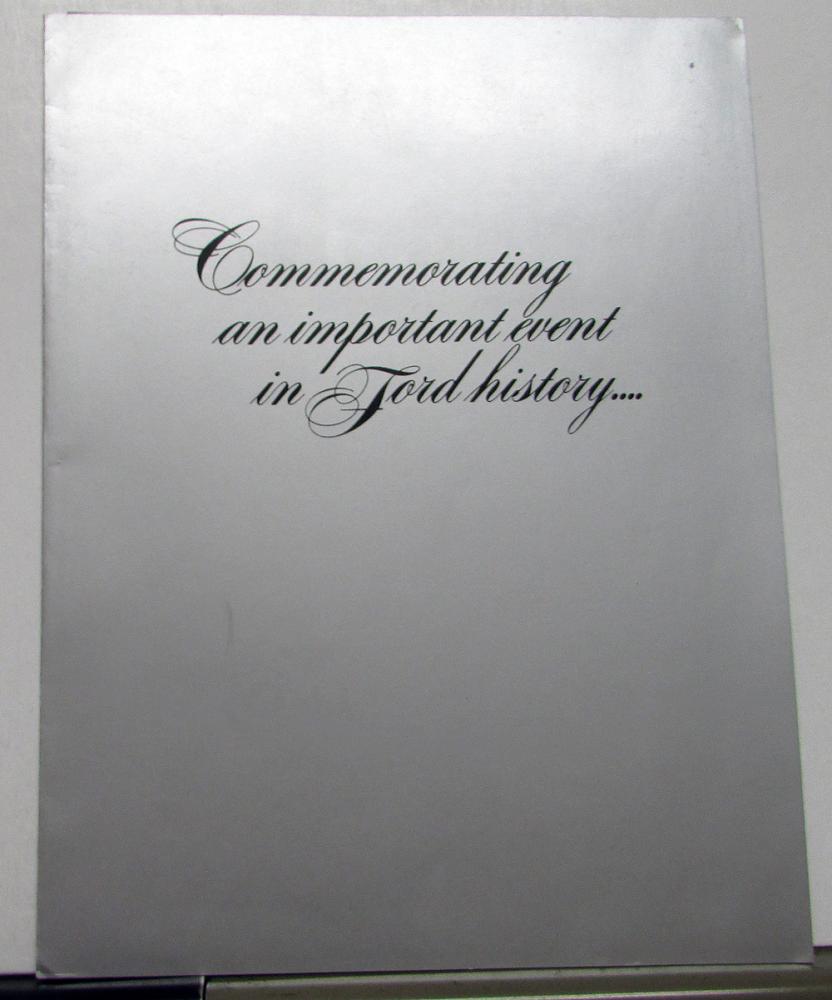 Commemorating
an important event
in Ford history....